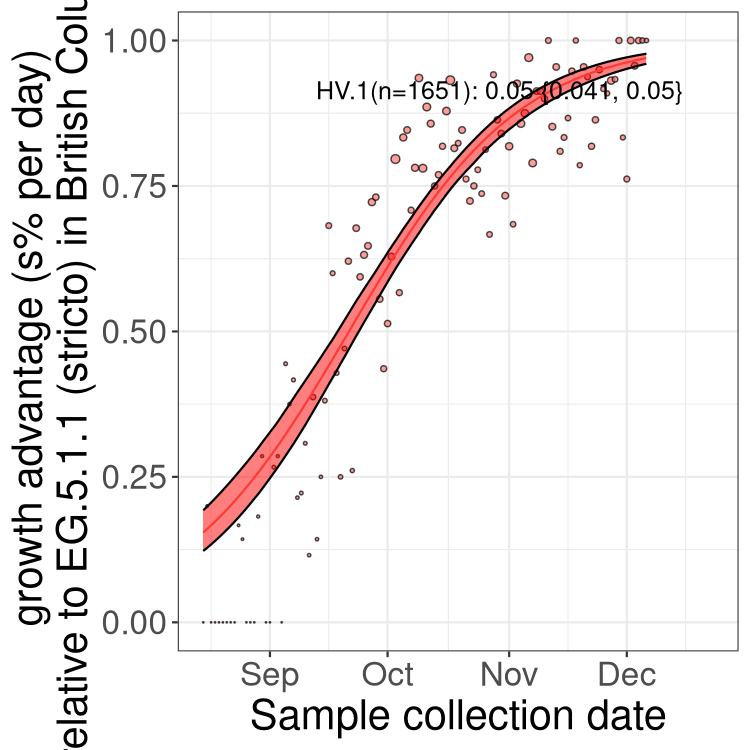 growth advantage (s% per day)
relative to EG.5.1.1 (stricto) in British Colu
1.00
0.75
0.50
0.25
0.00
HV.1(n=1651): 0.05 {0.041, 0.05}
Sep Oct Nov Dec
Sample collection date